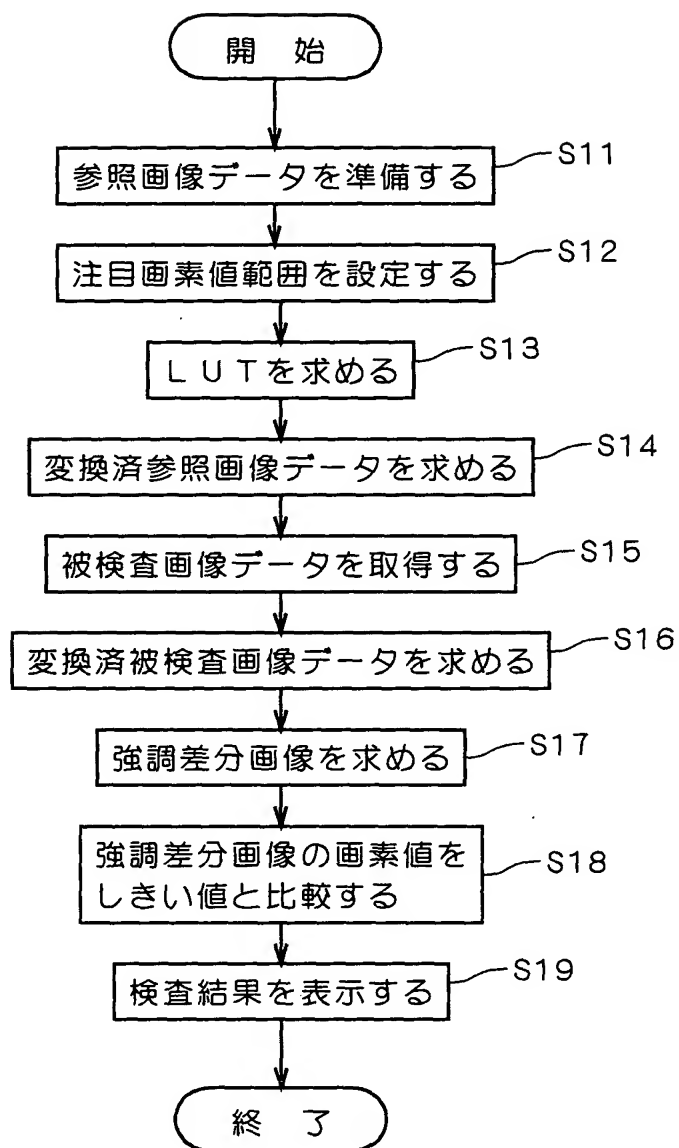 開 始
参照画像データを準備する
S11
注目画素値範囲を設定する
S12
LUTを求める
S13
変換済参照画像データを求める
S14
被検査画像データを取得する
S15
変換済被検査画像データを求める
S16
強調差分画像を求める
S17
強調差分画像の画素値を
しきい値と比較する
S18
検査結果を表示する
S19
終 了